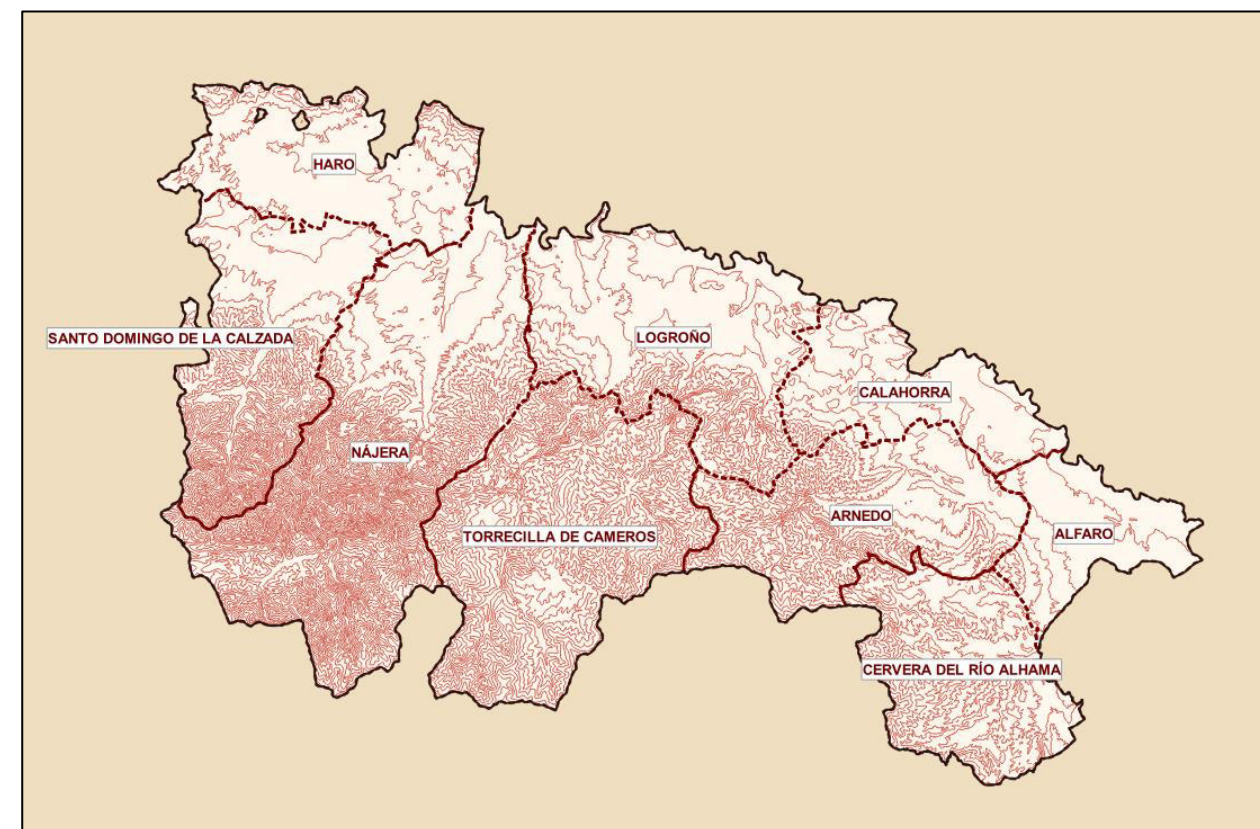 HARO
SANTO DOMINGO DE LA CALZADA
LOGROÑO
CALAHORRA
NÁJERA
ARNEDO
TORRECILLA DE CAMEROS
ALFARO
CERVERA DEL RÍO ALHAMA